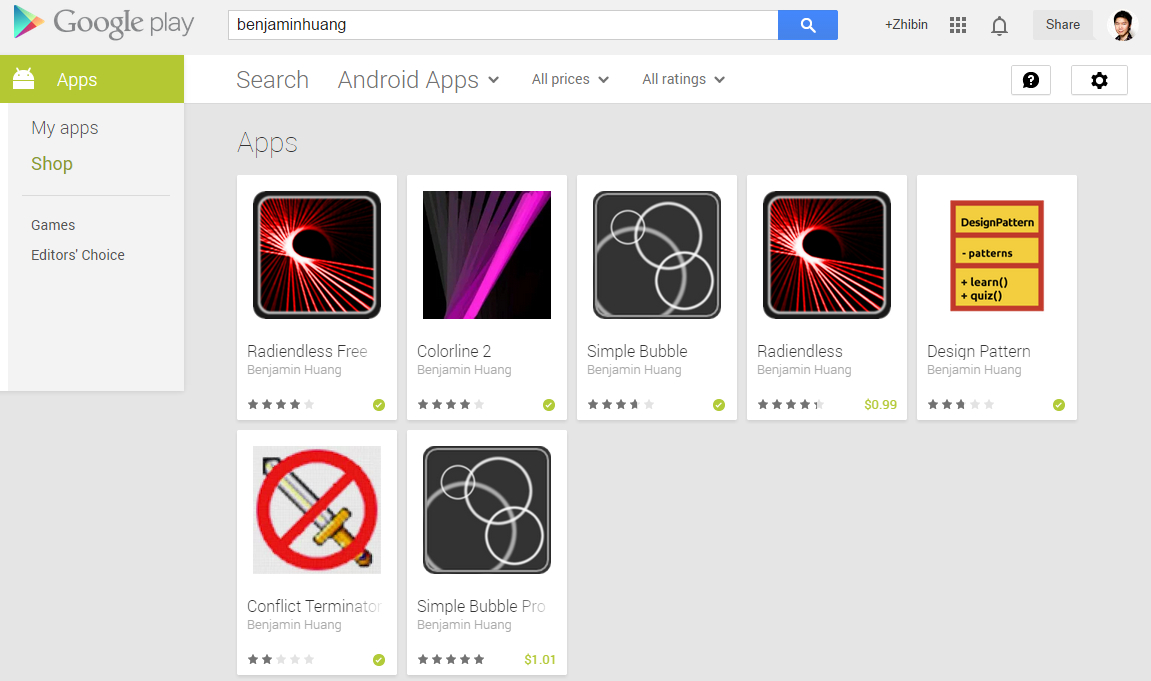 Google play
benjaminhuang
+Zhibin
Share
Apps
Search
Android Apps
All prices
All ratings
My apps
Shop
Games
Editors' Choice
Apps
Radiendless Free
Benjamin Huang
Colorline 2
Benjamin Huang
Simple Bubble
Benjamin Huang
Radiendless
Benjamin Huang
$0.99
DesignPattern
- patterns
+ learn()
+ quiz()
Design Pattern
Benjamin Huang
Conflict Terminator
Benjamin Huang
Simple Bubble Pro
Benjamin Huang
$1.01